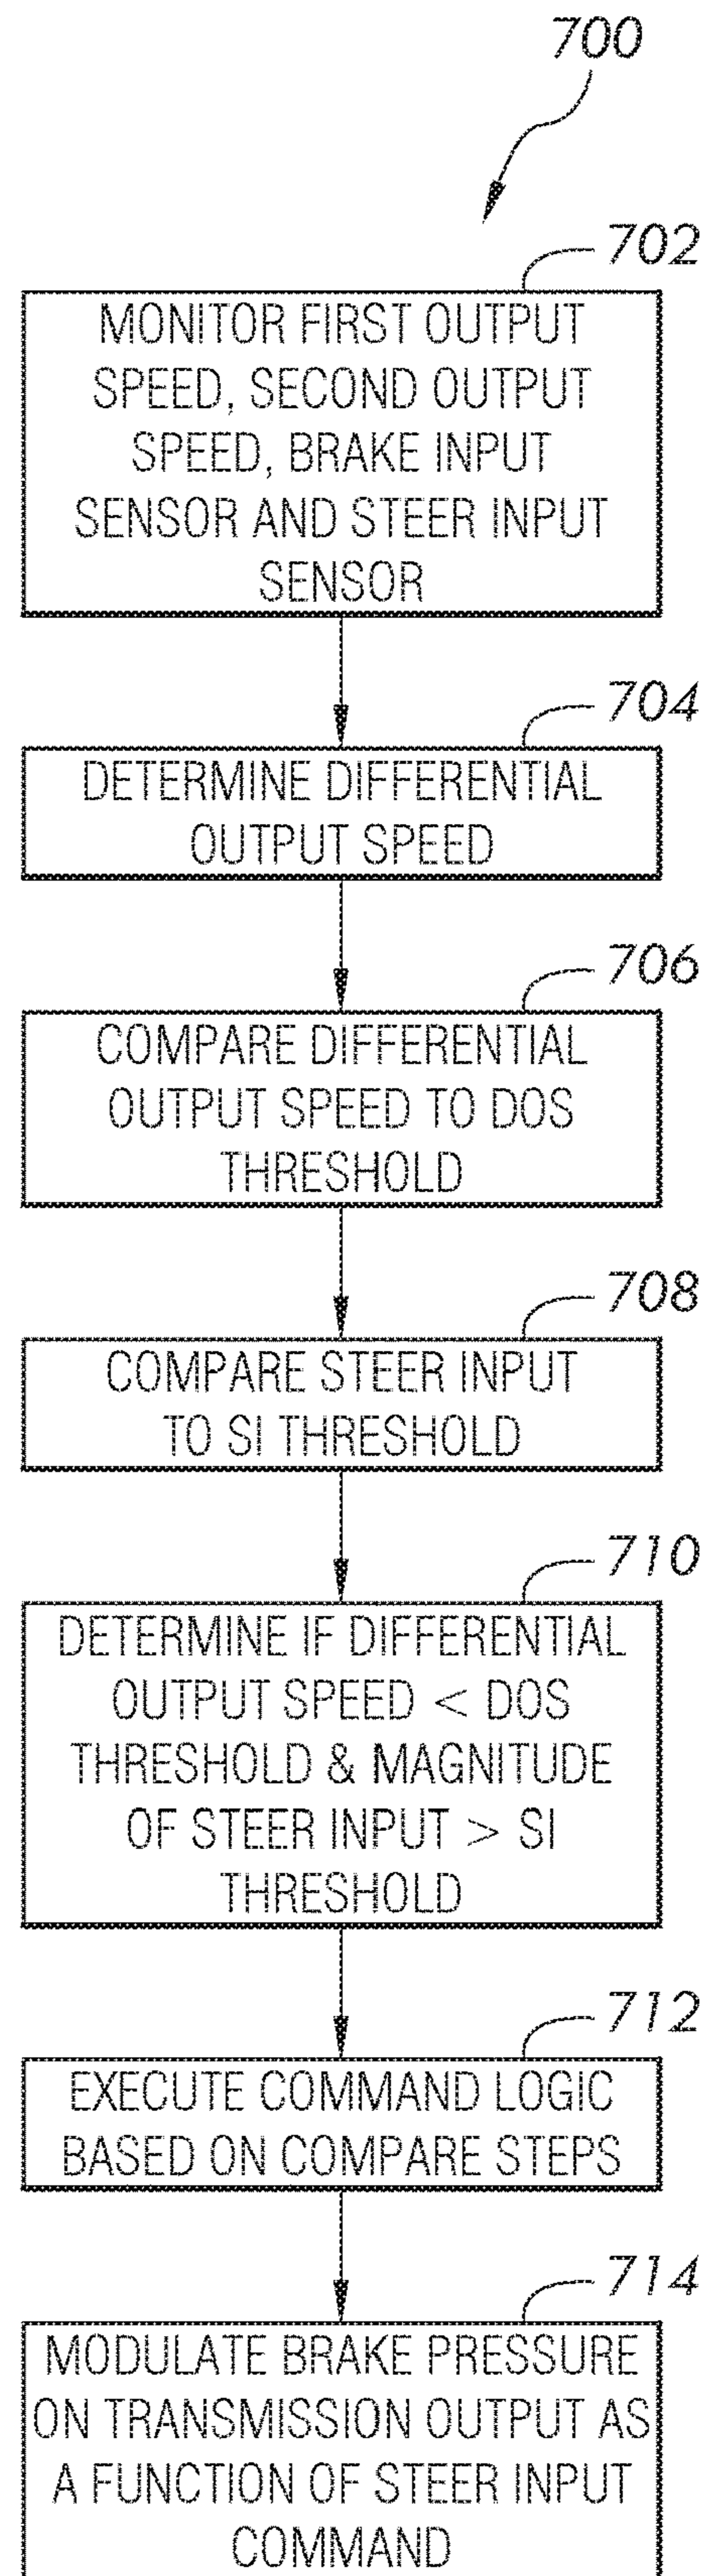 700
702
MONITOR FIRST OUTPUT
SPEED, SECOND OUTPUT
SPEED, BRAKE INPUT
SENSOR AND STEER INPUT
SENSOR
704
DETERMINE DIFFERENTIAL
OUTPUT SPEED
706
COMPARE DIFFERENTIAL
OUTPUT SPEED TO DOS
THRESHOLD
708
COMPARE STEER INPUT
TO SI THRESHOLD
710
DETERMINE IF DIFFERENTIAL
OUTPUT SPEED < DOS
THRESHOLD & MAGNITUDE
OF STEER INPUT > SI
THRESHOLD
712
EXECUTE COMMAND LOGIC
BASED ON COMPARE STEPS
714
MODULATE BRAKE PRESSURE
ON TRANSMISSION OUTPUT AS
A FUNCTION OF STEER INPUT
COMMAND